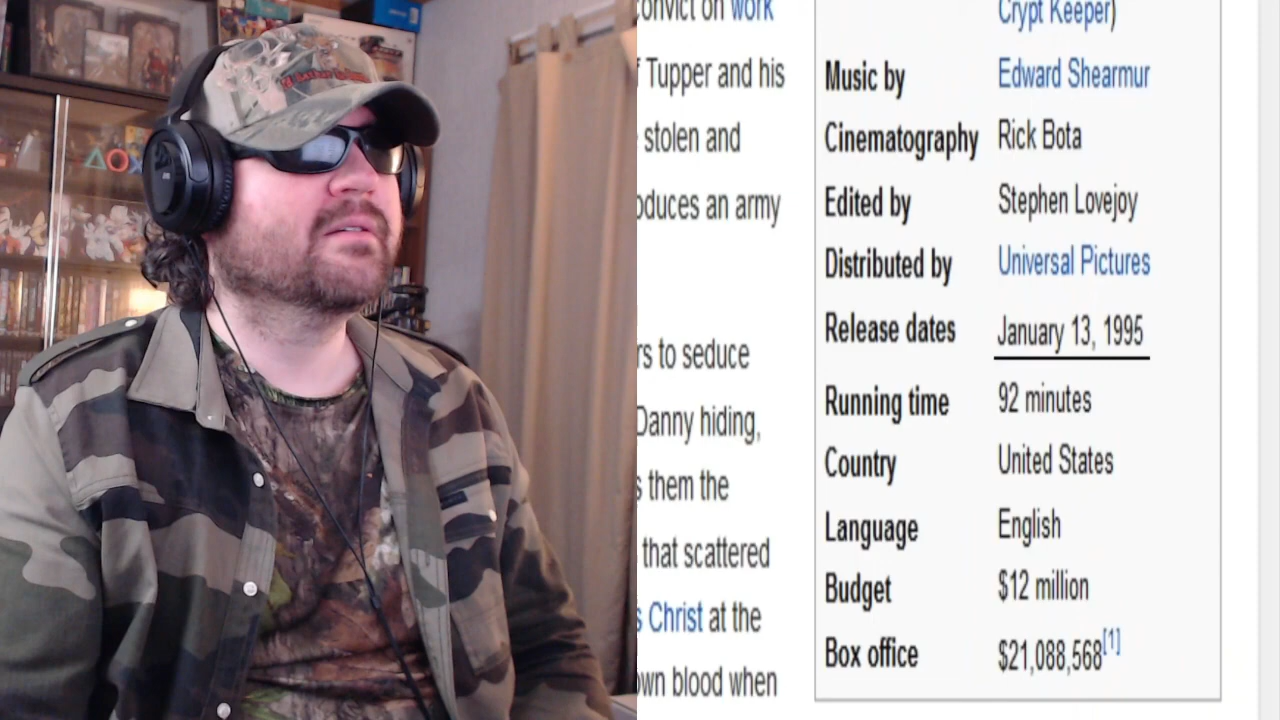 convict on work
f Tupper and his
stolen and
oduces an army
rs to seduce
Danny hiding,
s them the
that scattered
s Christ at the
own blood when
Crypt Keeper)
Music by Edward Shearmur
Cinematography Rick Bota
Edited by Stephen Lovejoy
Distributed by Universal Pictures
Release dates January 13, 1995
Running time 92 minutes
Country United States
Language English
Budget $12 million
Box office $21,088,568[1]